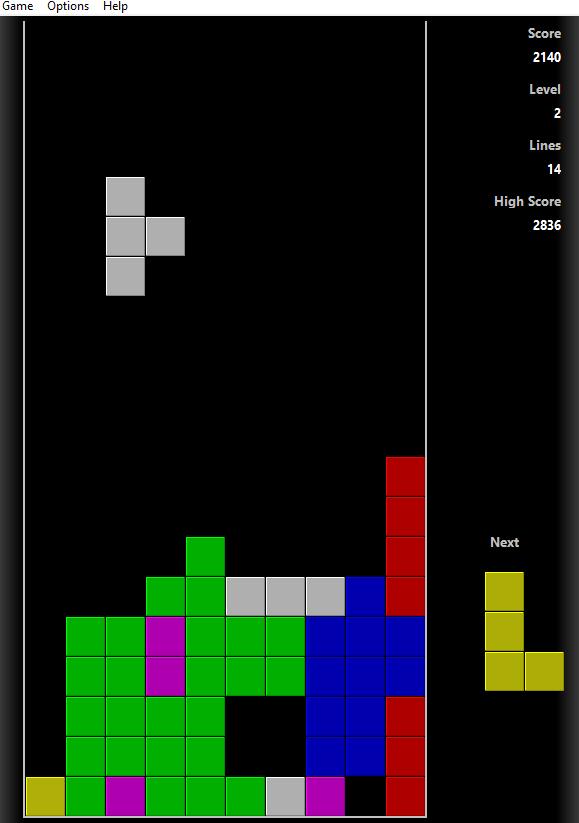 Game Options Help
Score
2140
Level
2
Lines
14
High Score
2836
Next